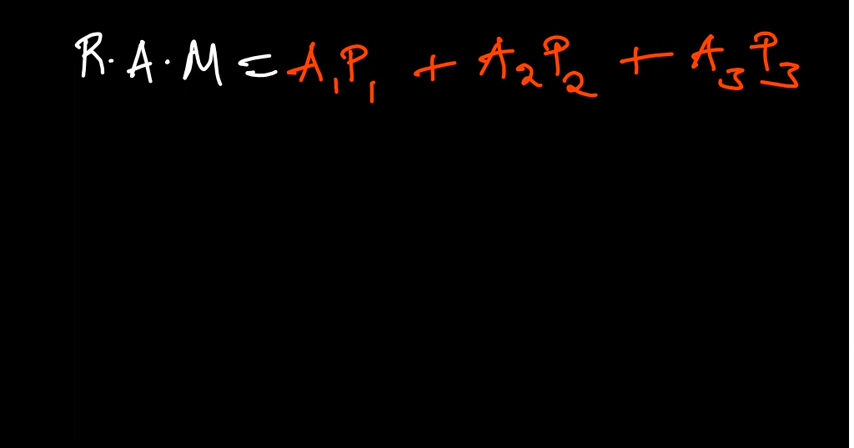 R.A.M = A₁P₁ + A₂P₂ + A₃P₃